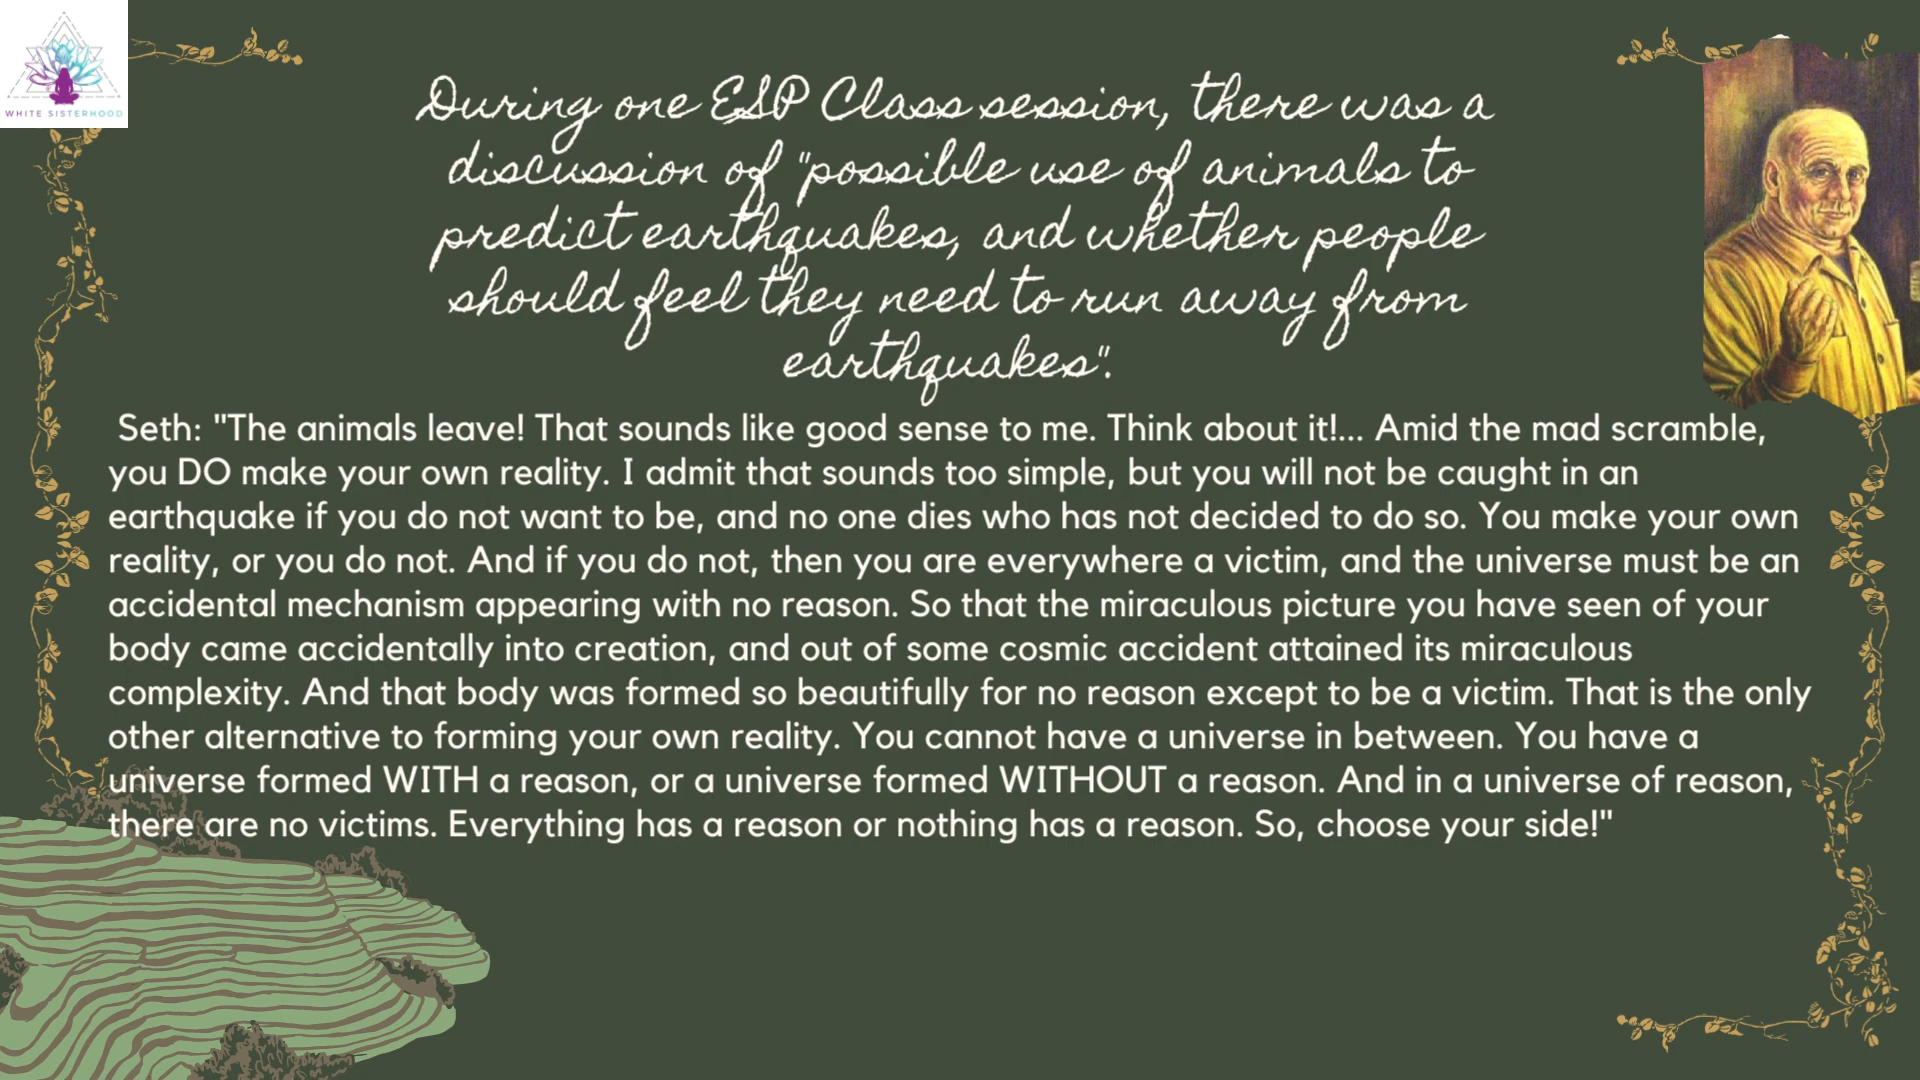 WHITE SISTERHOOD
During one ESP Class session, there was a
discussion of "possible use of animals to
predict earthquakes, and whether people
should feel they need to run away from
earthquakes".
Seth: "The animals leave! That sounds like good sense to me. Think about it!... Amid the mad scramble,
you DO make your own reality. I admit that sounds too simple, but you will not be caught in an
earthquake if you do not want to be, and no one dies who has not decided to do so. You make your own
reality, or you do not. And if you do not, then you are everywhere a victim, and the universe must be an
accidental mechanism appearing with no reason. So that the miraculous picture you have seen of your
body came accidentally into creation, and out of some cosmic accident attained its miraculous
complexity. And that body was formed so beautifully for no reason except to be a victim. That is the only
other alternative to forming your own reality. You cannot have a universe in between. You have a
universe formed WITH a reason, or a universe formed WITHOUT a reason. And in a universe of reason,
there are no victims. Everything has a reason or nothing has a reason. So, choose your side!"